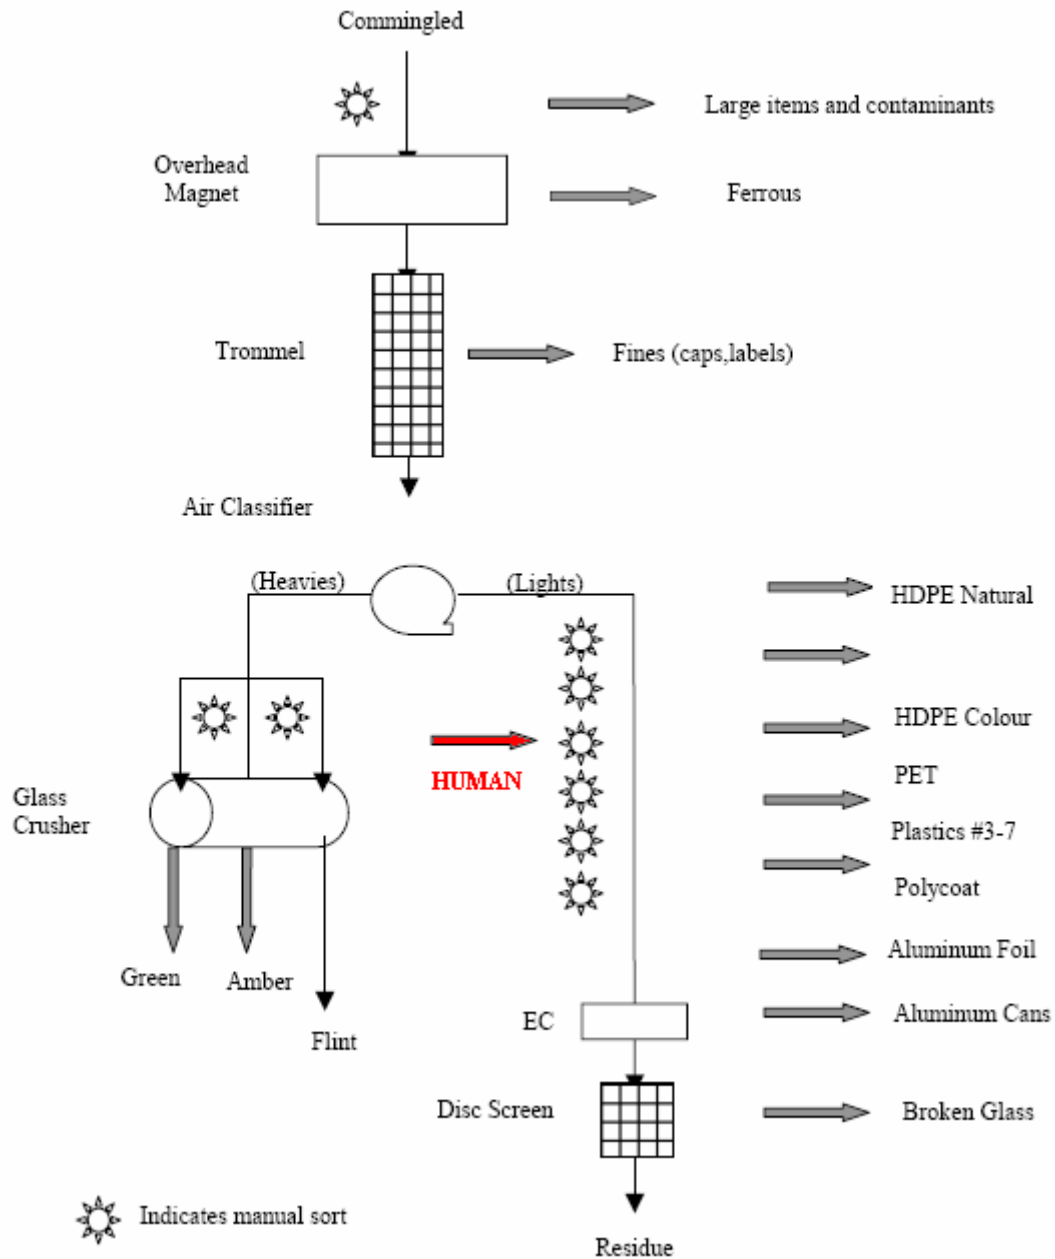 Commingled
Large items and contaminants
Overhead
Magnet
Ferrous
Trommel
Fines (caps,labels)
Air Classifier
(Heavies)
(Lights)
HDPE Natural
HDPE Colour
HUMAN
PET
Glass
Crusher
Plastics #3-7
Polycoat
Green
Amber
Aluminum Foil
Flint
EC
Aluminum Cans
Disc Screen
Broken Glass
Indicates manual sort
Residue